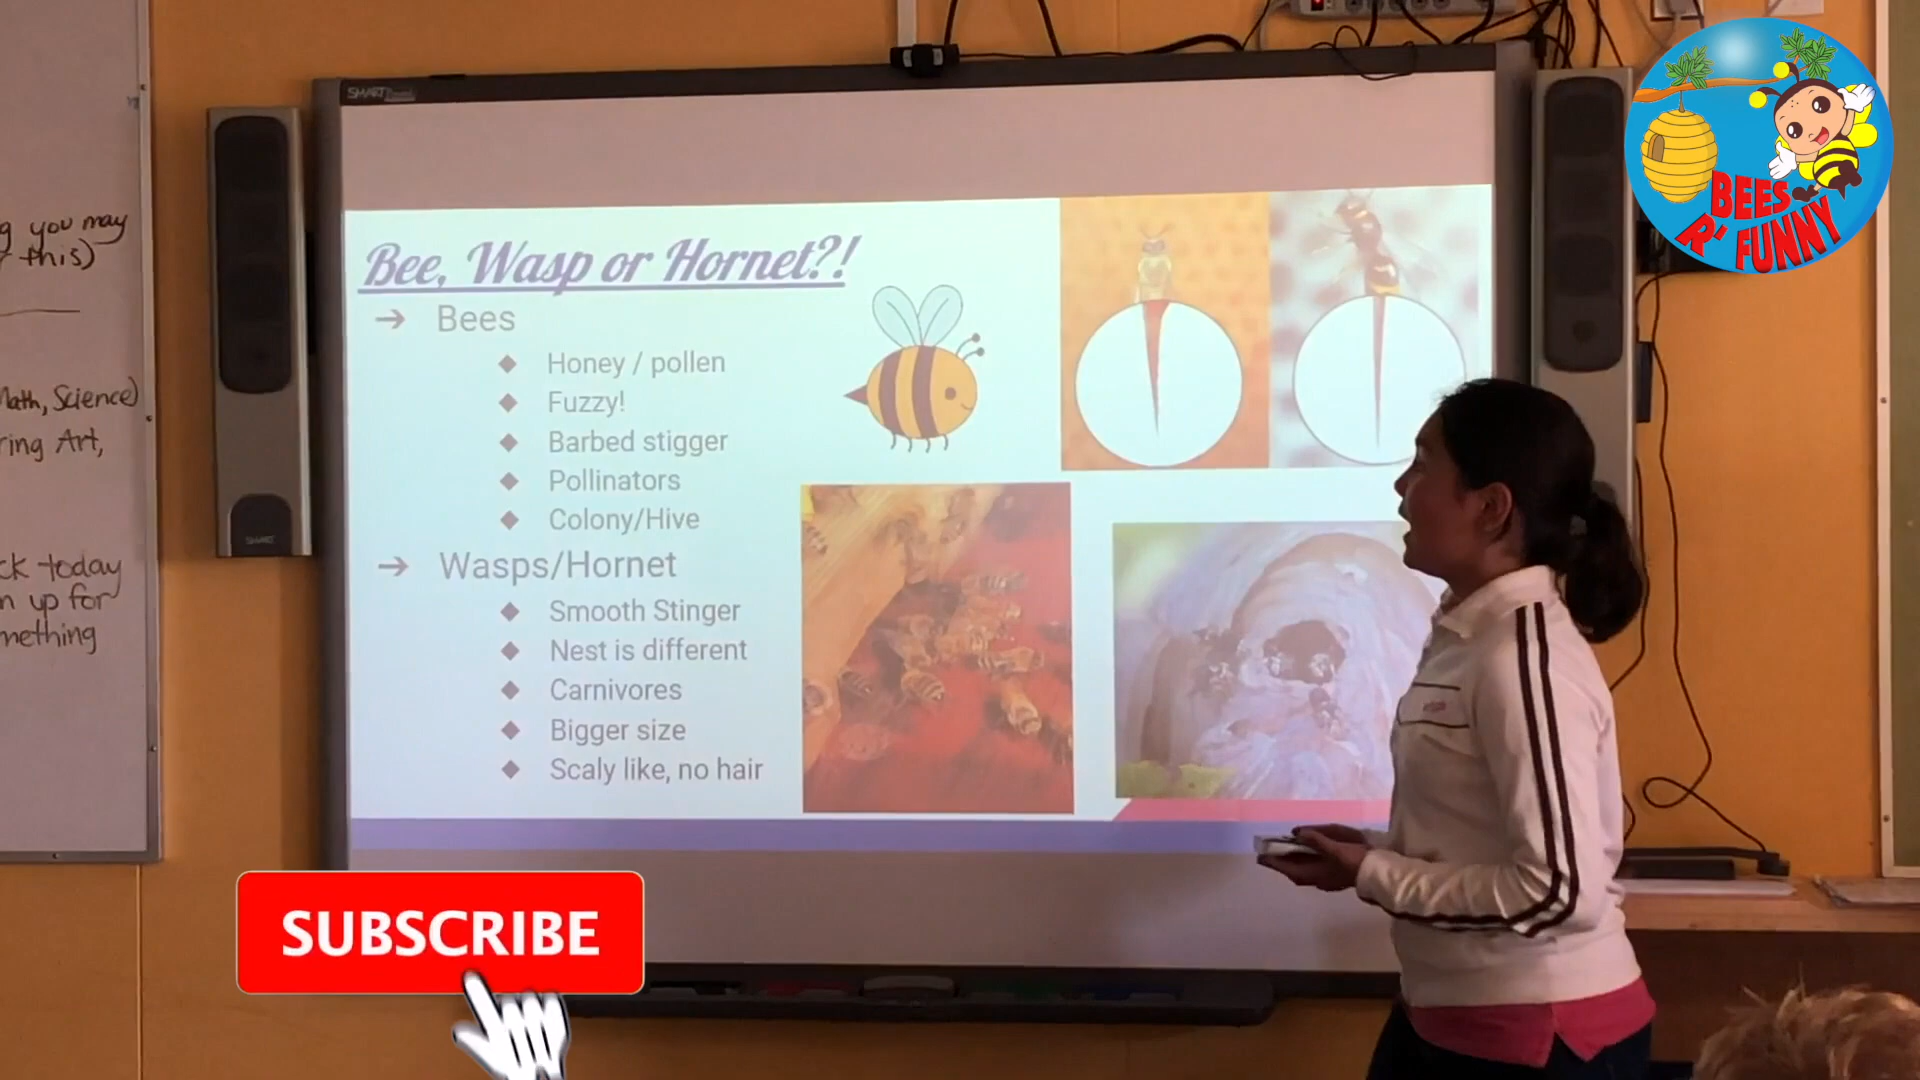 g you may
this)
Math, Science)
ring Art,
ck today
n up for
mething
SMART
Bee, Wasp or Hornet?!
→ Bees
◆ Honey / pollen
◆ Fuzzy!
◆ Barbed stigger
◆ Pollinators
◆ Colony/Hive
→ Wasps/Hornet
◆ Smooth Stinger
◆ Nest is different
◆ Carnivores
◆ Bigger size
◆ Scaly like, no hair
SMART
BEES
R' FUNNY
SUBSCRIBE